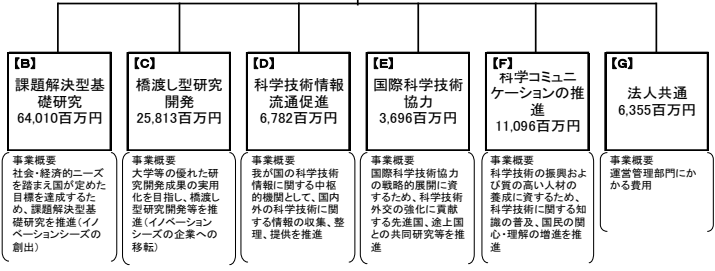 【B】
課題解決型基
礎研究
64,010百万円
【C】
橋渡し型研究
開発
25,813百万円
【D】
科学技術情報
流通促進
6,782百万円
【E】
国際科学技術
協力
3,696百万円
【F】
科学コミュニ
ケーションの推
進
11,096百万円
【G】
法人共通
6,355百万円
事業概要
社会・経済的ニーズ
を踏まえ国が定めた
目標を達成するた
め、課題解決型基
礎研究を推進(イノ
ベーションシーズの
創出)
事業概要
大学等の優れた
研究開発成果の実用
化を目指し、橋渡し
型研究開発等を推
進(イノベーション
シーズの企業への
移転)
事業概要
我が国の科学技術
情報に関する中枢
的機関として、国内
外の科学技術に関
する情報の収集、整
理、提供を推進
事業概要
国際科学技術協力
の戦略的展開に資
するため、科学技術
外交の強化に貢献
する先進国、途上国
との共同研究等を推
進
事業概要
科学技術の振興およ
び質の高い人材の
養成に資するため、
科学技術に関する知
識の普及、国民の関
心・理解の増進を推
進
事業概要
運営管理部門にか
かる費用